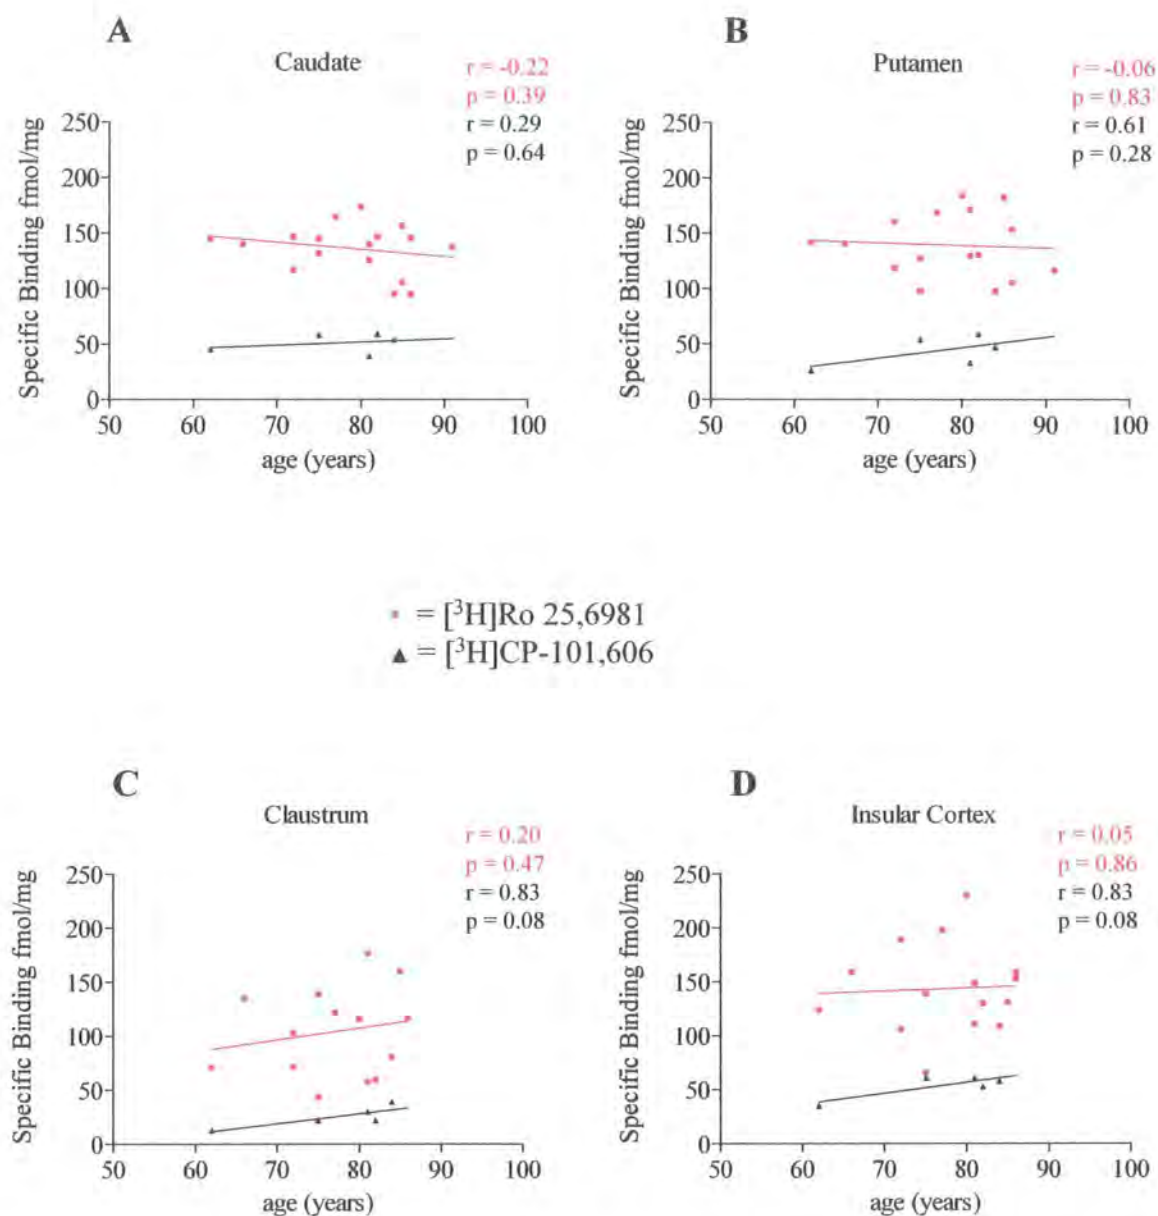 A
Caudate
r = -0.22
p = 0.39
r = 0.29
p = 0.64
Specific Binding fmol/mg
250
200
150
100
50
0
50 60 70 80 90 100
age (years)
B
Putamen
r = -0.06
p = 0.83
r = 0.61
p = 0.28
Specific Binding fmol/mg
250
200
150
100
50
0
50 60 70 80 90 100
age (years)
= [³H]Ro 25,6981
= [³H]CP-101,606
C
Claustrum
r = 0.20
p = 0.47
r = 0.83
p = 0.08
Specific Binding fmol/mg
250
200
150
100
50
0
50 60 70 80 90 100
age (years)
D
Insular Cortex
r = 0.05
p = 0.86
r = 0.83
p = 0.08
Specific Binding fmol/mg
250
200
150
100
50
0
50 60 70 80 90 100
age (years)